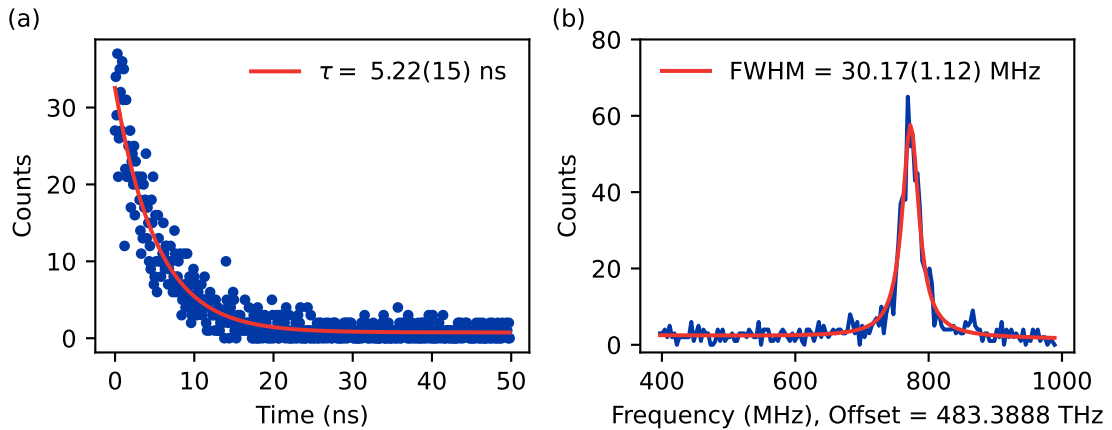 (a)
τ = 5.22(15) ns
30
20
10
0
Counts
0 10 20 30 40 50
Time (ns)
(b)
FWHM = 30.17(1.12) MHz
80
60
40
20
0
Counts
400 600 800 1000
Frequency (MHz), Offset = 483.3888 THz